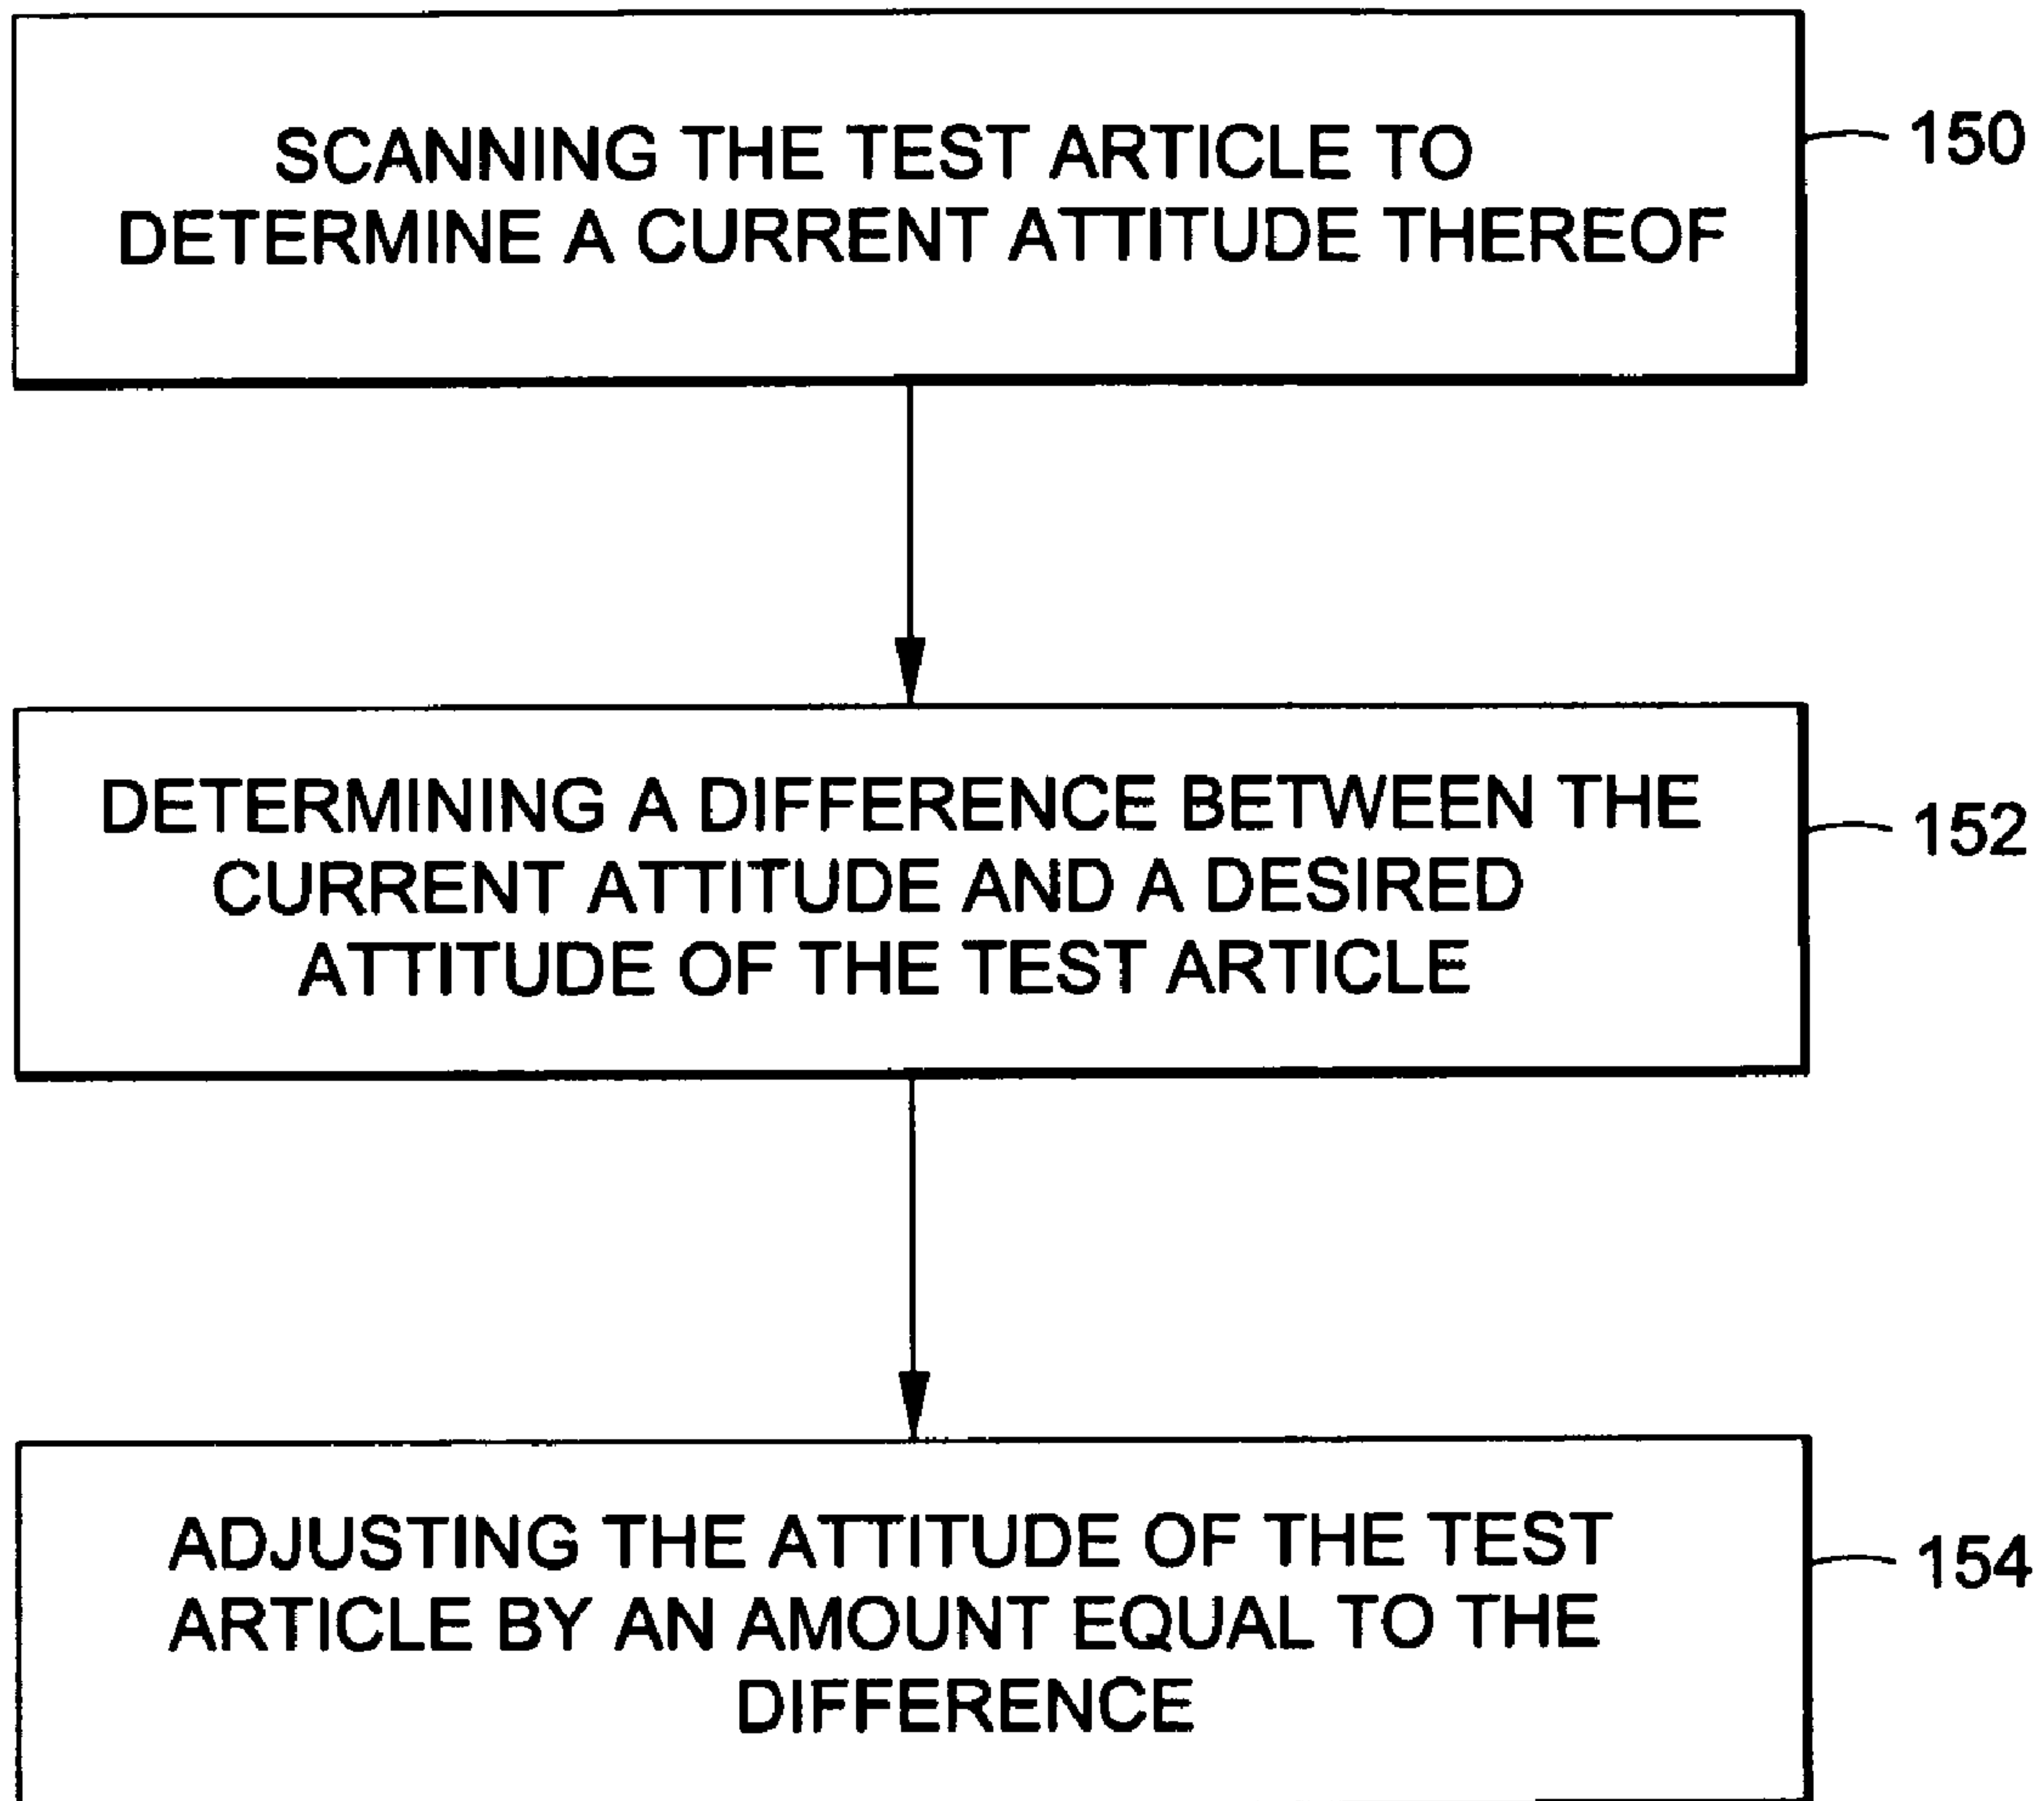 SCANNING THE TEST ARTICLE TO
DETERMINE A CURRENT ATTITUDE THEREOF
150
DETERMINING A DIFFERENCE BETWEEN THE
CURRENT ATTITUDE AND A DESIRED
ATTITUDE OF THE TEST ARTICLE
152
ADJUSTING THE ATTITUDE OF THE TEST
ARTICLE BY AN AMOUNT EQUAL TO THE
DIFFERENCE
154